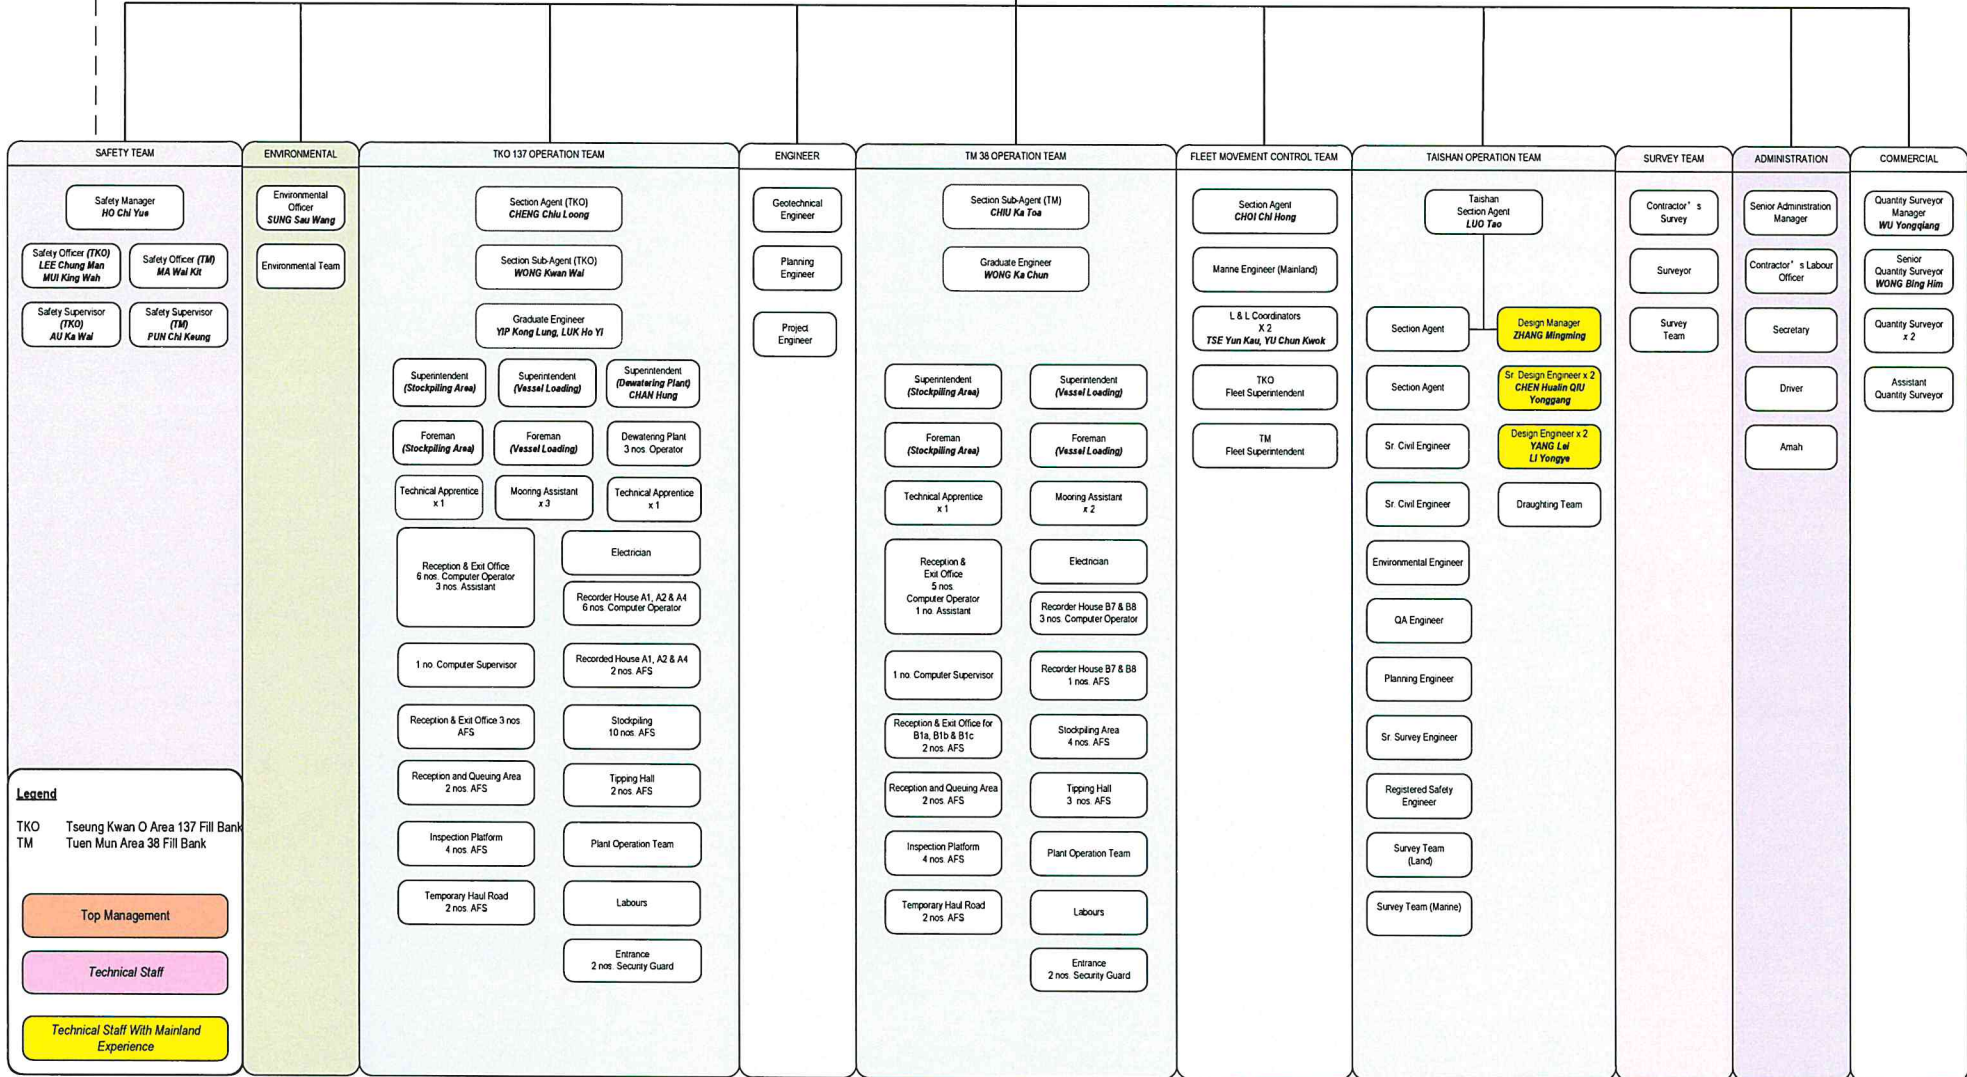 SAFETY TEAM
Safety Manager
HO Chi Yue
Safety Officer (TKO)
LEE Chung Man
MUI King Wah
Safety Officer (TM)
MA Wai Kit
Safety Supervisor
(TKO)
AU Ka Wai
Safety Supervisor
(TM)
PUN Chi Keung
Legend
TKO Tseung Kwan O Area 137 Fill Bank
TM Tuen Mun Area 38 Fill Bank
Top Management
Technical Staff
Technical Staff With Mainland
Experience
ENVIRONMENTAL
Environmental
Officer
SUNG Sau Wang
Environmental Team
TKO 137 OPERATION TEAM
Section Agent (TKO)
CHENG Chiu Loong
Section Sub-Agent (TKO)
WONG Kwan Wai
Graduate Engineer
YIP Kong Lung, LUK Ho Yi
Superintendent
(Stockpiling Area)
Superintendent
(Vessel Loading)
Superintendent
(Dewatering Plant)
CHAN Hung
Foreman
(Stockpiling Area)
Foreman
(Vessel Loading)
Dewatering Plant
3 nos. Operator
Technical Apprentice
x 1
Mooring Assistant
x 3
Technical Apprentice
x 1
Reception & Exit Office
6 nos. Computer Operator
3 nos. Assistant
Electrician
Recorder House A1, A2 & A4
6 nos. Computer Operator
1 no. Computer Supervisor
Recorded House A1, A2 & A4
2 nos. AFS
Reception & Exit Office 3 nos
AFS
Stockpiling
10 nos. AFS
Reception and Queuing Area
2 nos. AFS
Tipping Hall
2 nos. AFS
Inspection Platform
4 nos. AFS
Plant Operation Team
Temporary Haul Road
2 nos. AFS
Labours
Entrance
2 nos. Security Guard
ENGINEER
Geotechnical
Engineer
Planning
Engineer
Project
Engineer
TM 38 OPERATION TEAM
Section Sub-Agent (TM)
CHIU Ka Toa
Graduate Engineer
WONG Ka Chun
Superintendent
(Stockpiling Area)
Superintendent
(Vessel Loading)
Foreman
(Stockpiling Area)
Foreman
(Vessel Loading)
Technical Apprentice
x 1
Mooring Assistant
x 2
Reception &
Exit Office
5 nos.
Computer Operator
1 no. Assistant
Electrician
Recorder House B7 & B8
3 nos. Computer Operator
1 no. Computer Supervisor
Recorder House B7 & B8
1 nos. AFS
Reception & Exit Office for
B1a, B1b & B1c
2 nos. AFS
Stockpiling Area
4 nos. AFS
Reception and Queuing Area
2 nos. AFS
Tipping Hall
3 nos. AFS
Inspection Platform
4 nos. AFS
Plant Operation Team
Temporary Haul Road
2 nos. AFS
Labours
Entrance
2 nos. Security Guard
FLEET MOVEMENT CONTROL TEAM
Section Agent
CHOI Chi Hong
Marine Engineer (Mainland)
L & L Coordinators
X 2
TSE Yun Kau, YU Chun Kwok
TKO
Fleet Superintendent
TM
Fleet Superintendent
TAISHAN OPERATION TEAM
Taishan
Section Agent
LUO Tao
Section Agent
Design Manager
ZHANG Mingming
Section Agent
Sr. Design Engineer x 2
CHEN Hualin QIU
Yonggang
Sr. Civil Engineer
Design Engineer x 2
YANG Lei
LI Yongye
Sr. Civil Engineer
Draughting Team
Environmental Engineer
QA Engineer
Planning Engineer
Sr. Survey Engineer
Registered Safety
Engineer
Survey Team
(Land)
Survey Team (Marine)
SURVEY TEAM
Contractor's
Survey
Surveyor
Survey
Team
ADMINISTRATION
Senior Administration
Manager
Contractor's Labour
Officer
Secretary
Driver
Amah
COMMERCIAL
Quantity Surveyor
Manager
WU Yongqiang
Senior
Quantity Surveyor
WONG Bing Him
Quantity Surveyor
x 2
Assistant
Quantity Surveyor